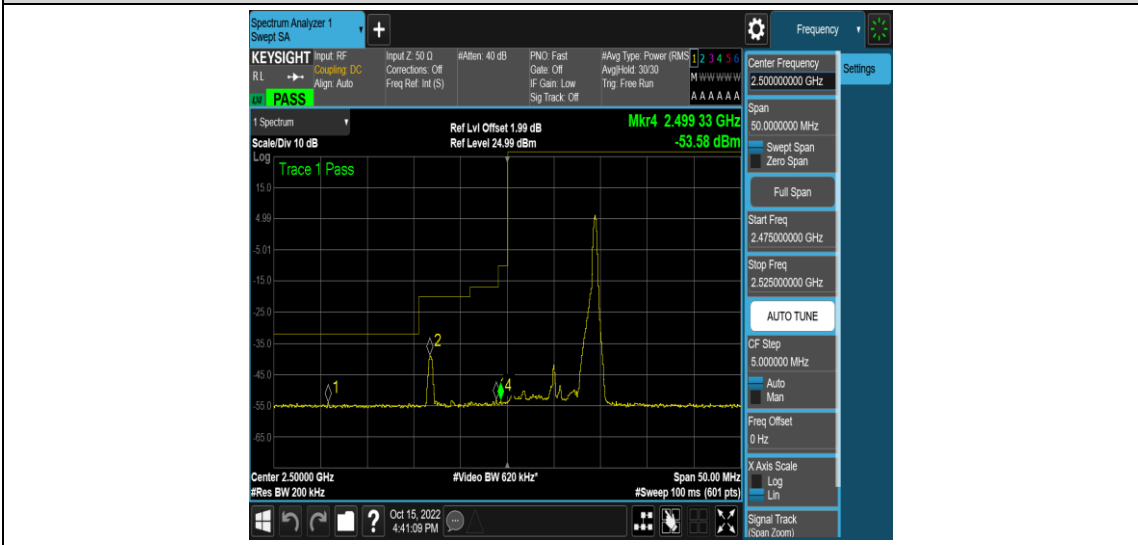 Spectrum Analyzer 1
Swept SA
+
Frequency
KEYSIGHT
Input: RF
Coupling: DC
Align: Auto
Input Z: 50 Ω
Corrections: Off
Freq Ref: Int (S)
#Atten: 40 dB
PNO: Fast
Gate: Off
IF Gain: Low
Sig Track: Off
#Avg Type: Power (RMS
Avg|Hold: 30/30
Trig: Free Run
1 2 3 4 5 6
M W W W W W
A A A A A A
R L
PASS
Center Frequency
2.500000000 GHz
Settings
Span
50.0000000 MHz
Swept Span
Zero Span
Full Span
Start Freq
2.475000000 GHz
Stop Freq
2.525000000 GHz
AUTO TUNE
CF Step
5.000000 MHz
Auto
Man
Freq Offset
0 Hz
X Axis Scale
Log
Lin
Signal Track
(Span Zoom)
1 Spectrum
Scale/Div 10 dB
Ref Lvl Offset 1.99 dB
Ref Level 24.99 dBm
Mkr4 2.499 33 GHz
-53.58 dBm
Log
Trace 1 Pass
15.0
4.99
-5.01
-15.0
-25.0
-35.0
-45.0
-55.0
-65.0
1
2
4
Center 2.50000 GHz
#Res BW 200 kHz
#Video BW 620 kHz*
Span 50.00 MHz
#Sweep 100 ms (601 pts)
?
Oct 15, 2022
4:41:09 PM